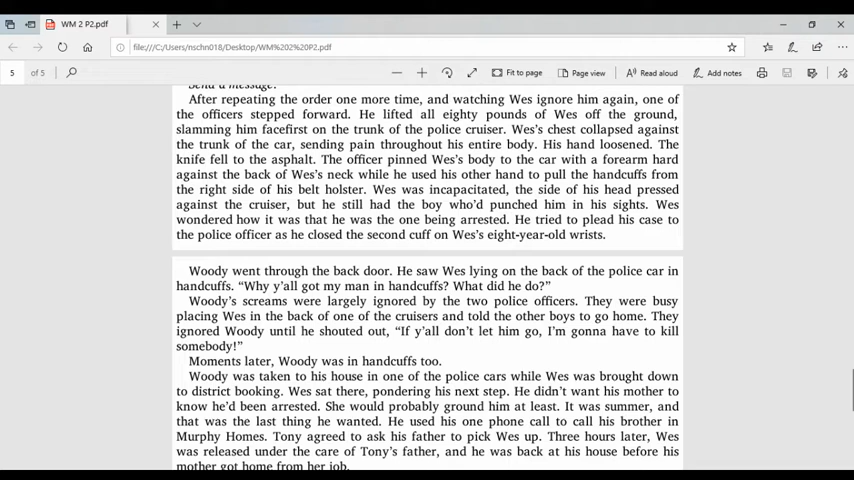 WM 2 P2.pdf
file:///C:/Users/nschn018/Desktop/WM%202%20P2.pdf
5 of 5
Fit to page
Page view
Read aloud
Add notes
Send a message.
After repeating the order one more time, and watching Wes ignore him again, one of
the officers stepped forward. He lifted all eighty pounds of Wes off the ground,
slamming him facefirst on the trunk of the police cruiser. Wes’s chest collapsed against
the trunk of the car, sending pain throughout his entire body. His hand loosened. The
knife fell to the asphalt. The officer pinned Wes’s body to the car with a forearm hard
against the back of Wes’s neck while he used his other hand to pull the handcuffs from
the right side of his belt holster. Wes was incapacitated, the side of his head pressed
against the cruiser, but he still had the boy who’d punched him in his sights. Wes
wondered how it was that he was the one being arrested. He tried to plead his case to
the police officer as he closed the second cuff on Wes’s eight-year-old wrists.
Woody went through the back door. He saw Wes lying on the back of the police car in
handcuffs. “Why y’all got my man in handcuffs? What did he do?”
Woody’s screams were largely ignored by the two police officers. They were busy
placing Wes in the back of one of the cruisers and told the other boys to go home. They
ignored Woody until he shouted out, “If y’all don’t let him go, I’m gonna have to kill
somebody!”
Moments later, Woody was in handcuffs too.
Woody was taken to his house in one of the police cars while Wes was brought down
to district booking. Wes sat there, pondering his next step. He didn’t want his mother to
know he’d been arrested. She would probably ground him at least. It was summer, and
that was the last thing he wanted. He used his one phone call to call his brother in
Murphy Homes. Tony agreed to ask his father to pick Wes up. Three hours later, Wes
was released under the care of Tony’s father, and he was back at his house before his
mother got home from her job.